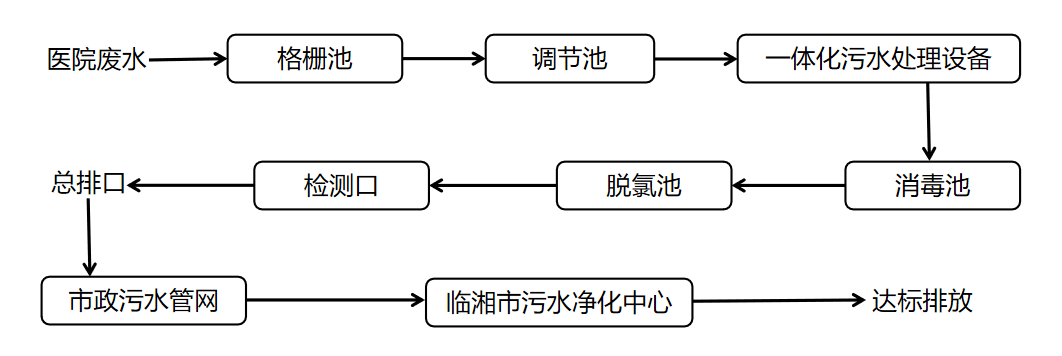 医院废水
格栅池
调节池
一体化污水处理设备
消毒池
脱氯池
检测口
总排口
市政污水管网
临湘市污水净化中心
达标排放